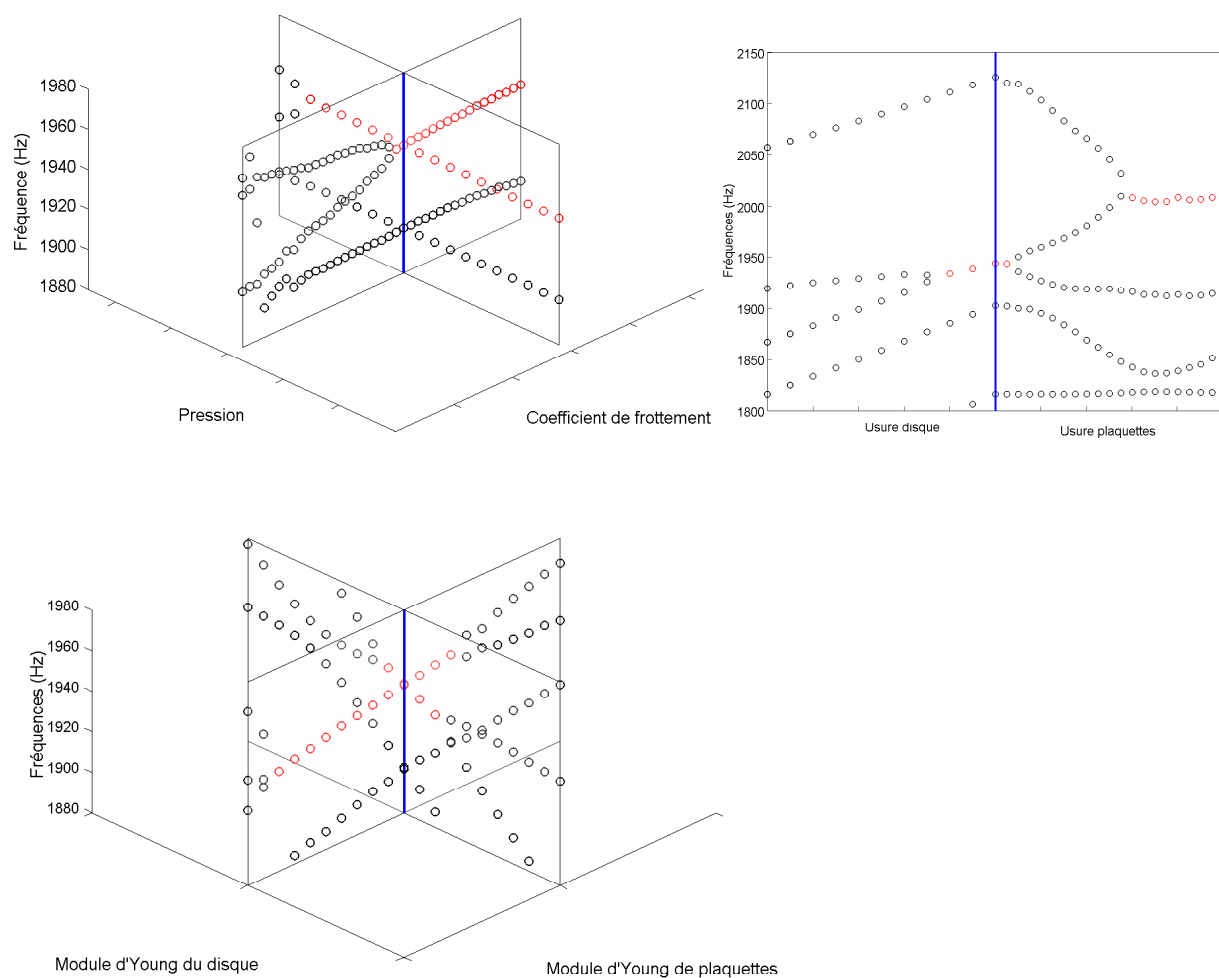 1980
1960
1940
1920
1900
1880
Fréquence (Hz)
Pression
Coefficient de frottement
2150
2100
2050
2000
1950
1900
1850
1800
Fréquences (Hz)
Usure disque
Usure plaquettes
1980
1960
1940
1920
1900
1880
Fréquences (Hz)
Module d'Young du disque
Module d'Young de plaquettes